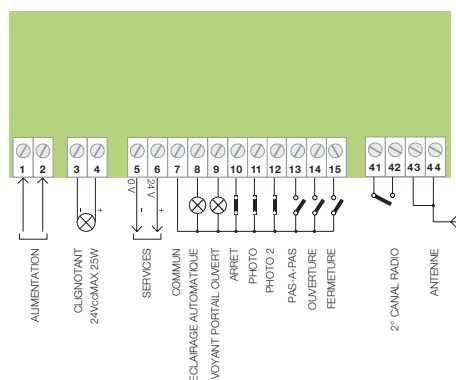 1 2 3 4 5 6 7 8 9 10 11 12 13 14 15 41 42 43 44
- +
0 V 24 V
- +
ALIMENTATION
CLIGNOTANT
24VccMAX 25W
SERVICES
COMMUN
ECLAIRAGE AUTOMATIQUE
VOYANT PORTAIL OUVERT
ARRET
PHOTO
PHOTO 2
PAS-A-PAS
OUVERTURE
FERMETURE
2° CANAL RADIO
ANTENNE